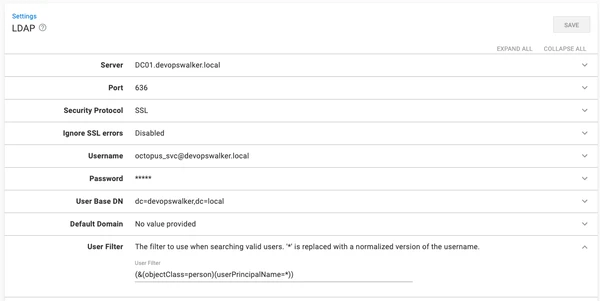 Settings
LDAP
SAVE
EXPAND ALL COLLAPSE ALL
Server DC01.devopswalker.local
Port 636
Security Protocol SSL
Ignore SSL errors Disabled
Username octopus_svc@devopswalker.local
Password *****
User Base DN dc=devopswalker,dc=local
Default Domain No value provided
User Filter The filter to use when searching valid users. '*' is replaced with a normalized version of the username.
User Filter
(&(objectClass=person)(userPrincipalName=*))